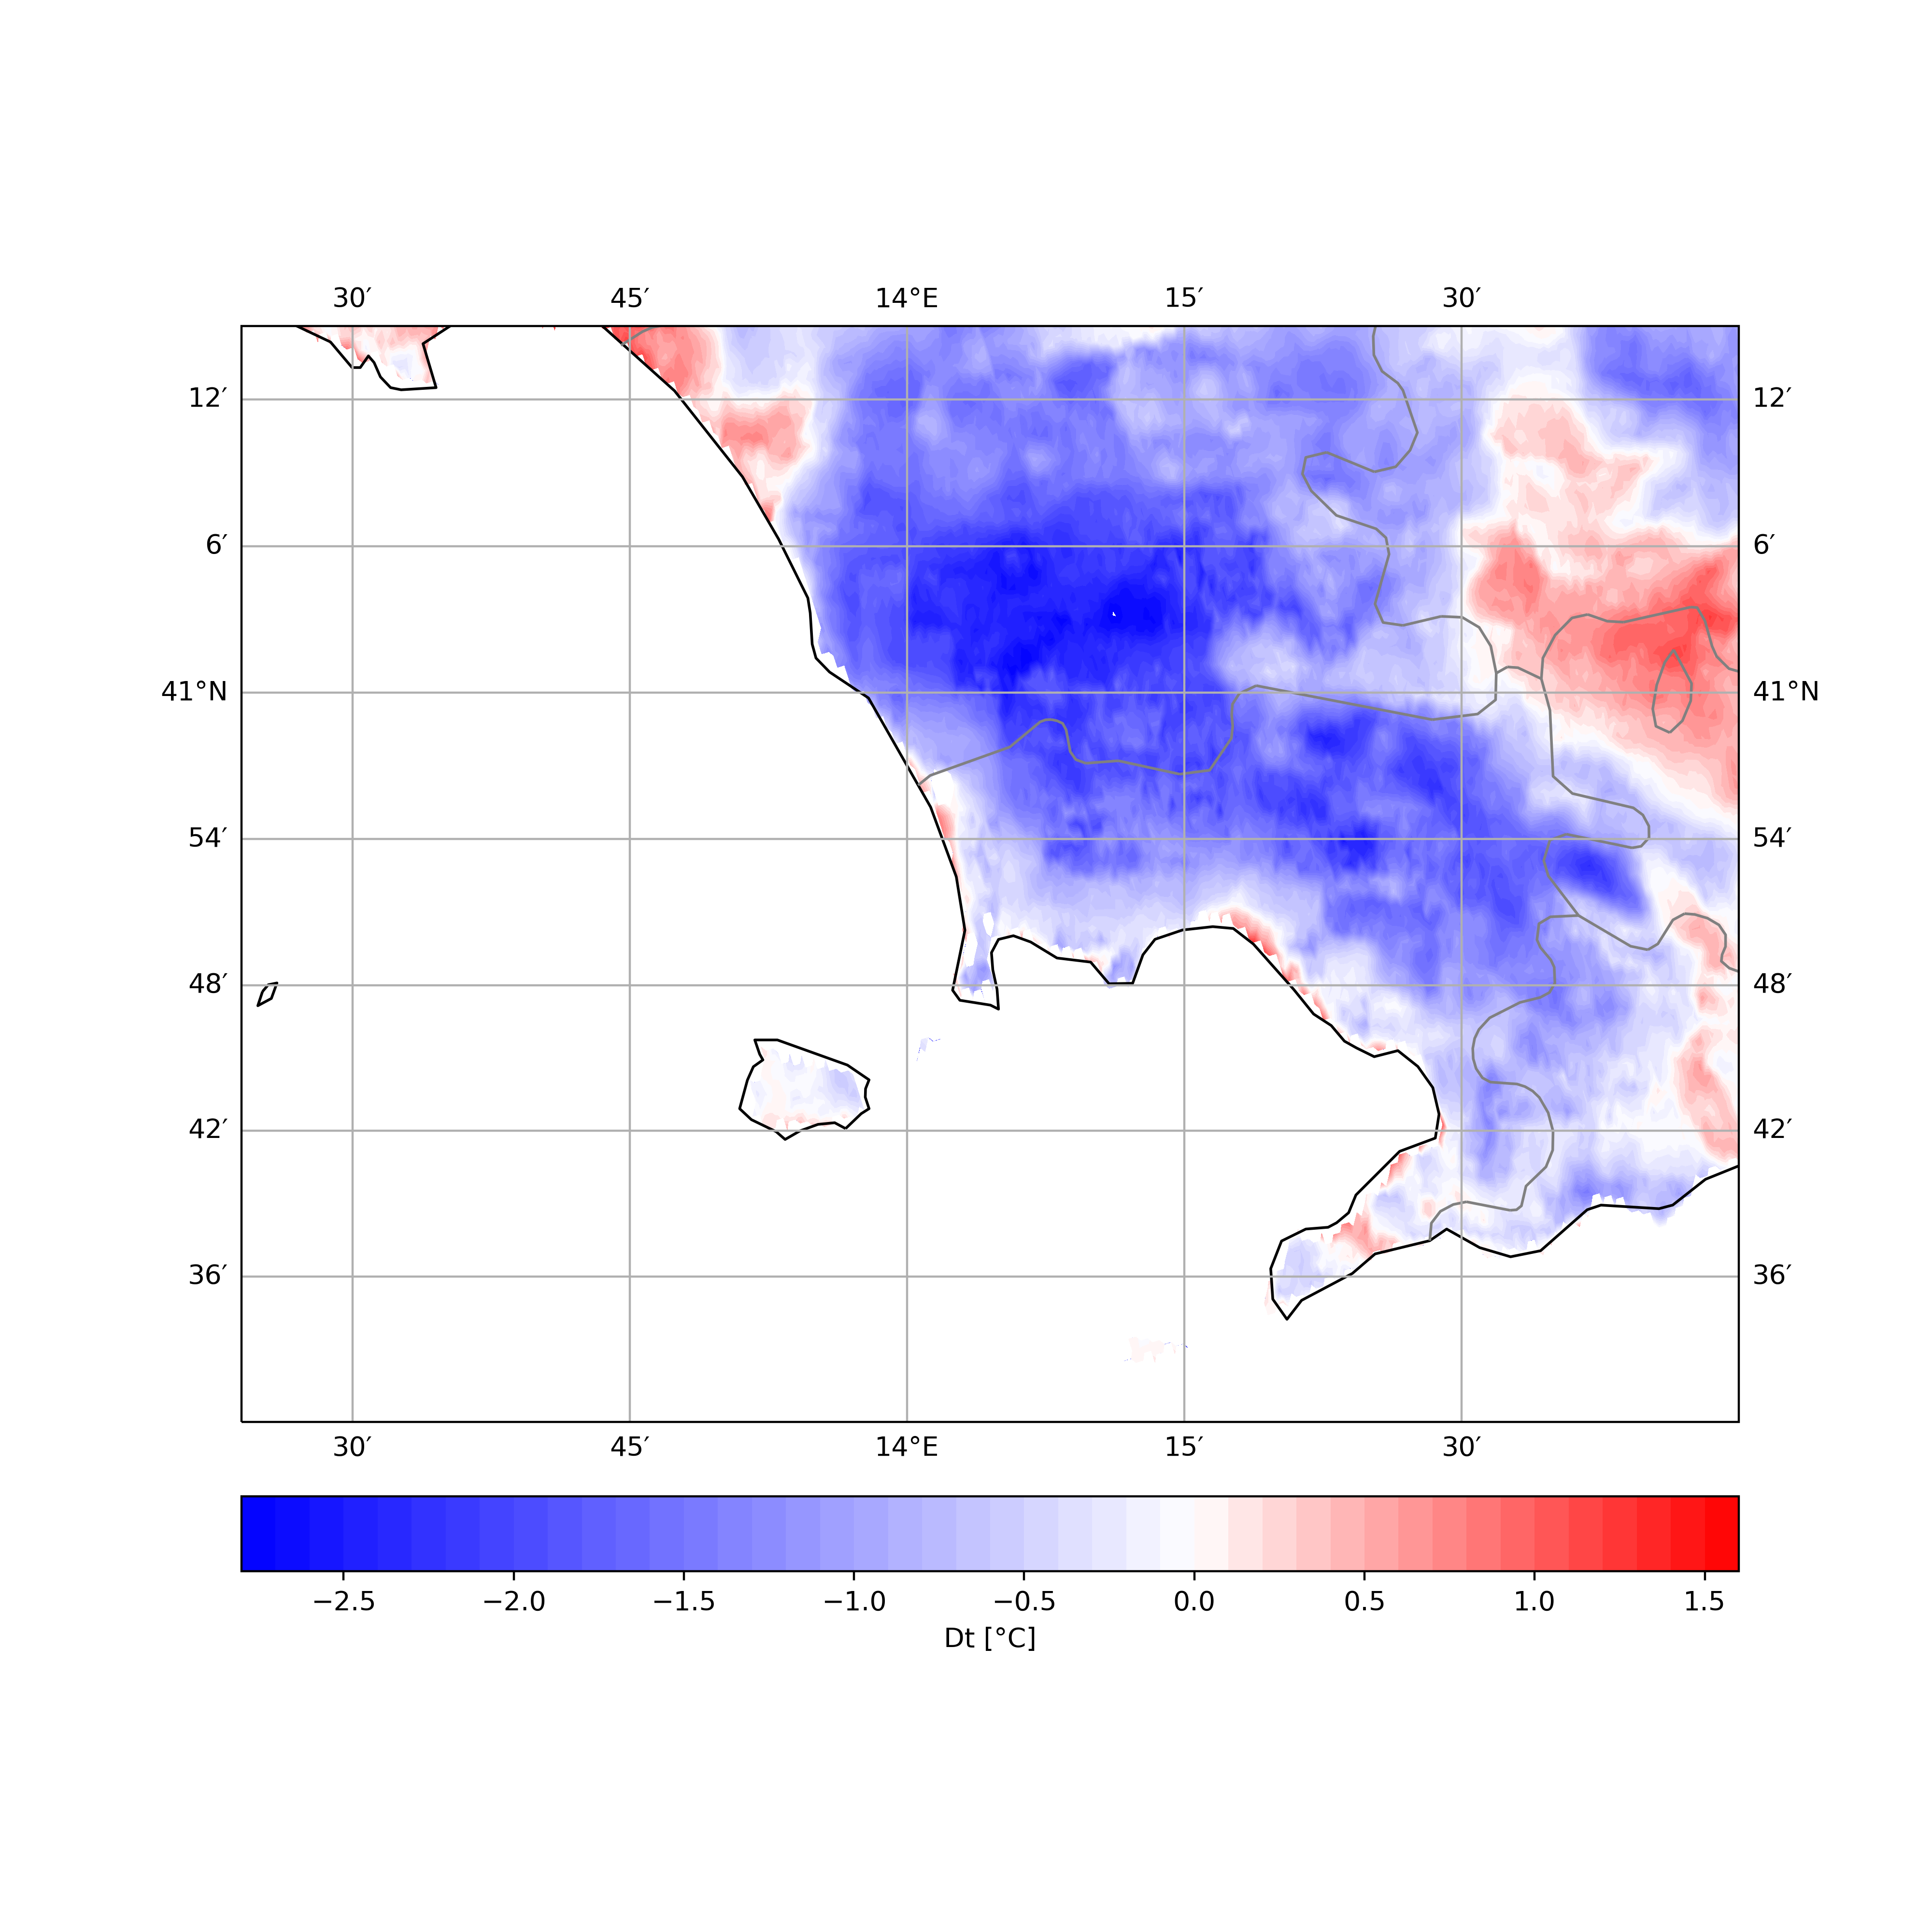 30′ 45′ 14°E 15′ 30′
12′ 12′
6′ 6′
41°N 41°N
54′ 54′
48′ 48′
42′ 42′
36′ 36′
30′ 45′ 14°E 15′ 30′
−2.5 −2.0 −1.5 −1.0 −0.5 0.0 0.5 1.0 1.5
Dt [°C]